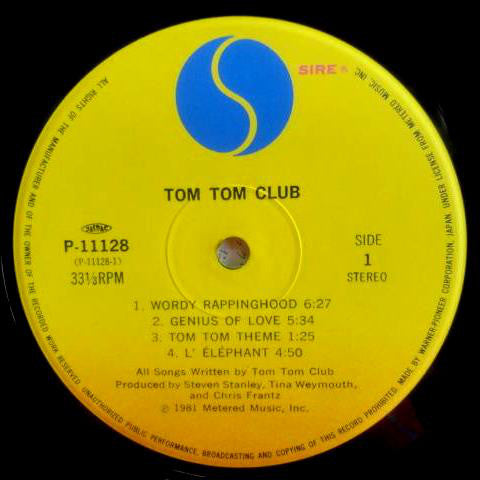 SIRE
TOM TOM CLUB
P-11128
(P-11128-1)
33⅓RPM
SIDE
1
STEREO
1. WORDY RAPPINGHOOD 6:27
2. GENIUS OF LOVE 5:34
3. TOM TOM THEME 1:25
4. L' ÉLÉPHANT 4:50
All Songs Written by Tom Tom Club
Produced by Steven Stanley, Tina Weymouth,
and Chris Frantz
℗ 1981 Metered Music, Inc.
ALL RIGHTS OF THE MANUFACTURER AND OF THE OWNER OF THE RECORDED WORK RESERVED UNAUTHORIZED PUBLIC PERFORMANCE, BROADCASTING AND COPYING OF THIS RECORD PROHIBITED. MADE BY WARNER-PIONEER CORPORATION, JAPAN, UNDER LICENSE FROM METERED MUSIC, INC.